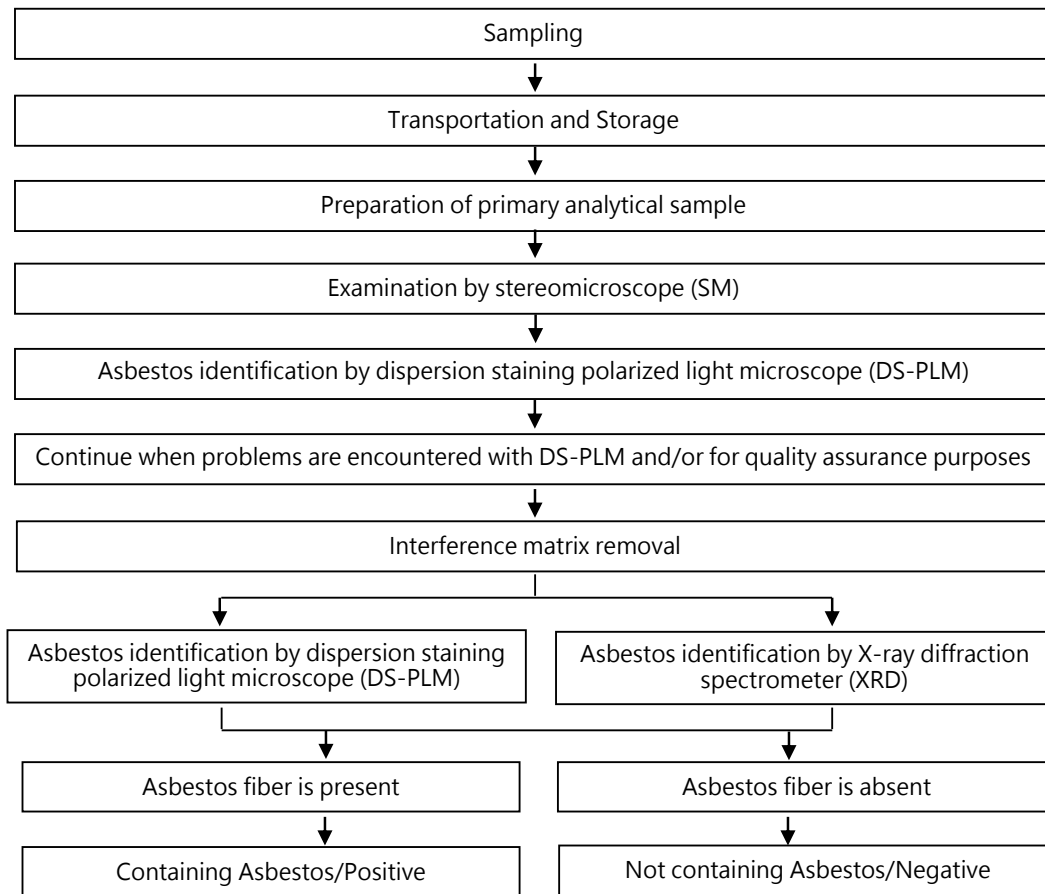 Sampling
Transportation and Storage
Preparation of primary analytical sample
Examination by stereomicroscope (SM)
Asbestos identification by dispersion staining polarized light microscope (DS-PLM)
Continue when problems are encountered with DS-PLM and/or for quality assurance purposes
Interference matrix removal
Asbestos identification by dispersion staining
polarized light microscope (DS-PLM)
Asbestos identification by X-ray diffraction
spectrometer (XRD)
Asbestos fiber is present
Asbestos fiber is absent
Containing Asbestos/Positive
Not containing Asbestos/Negative